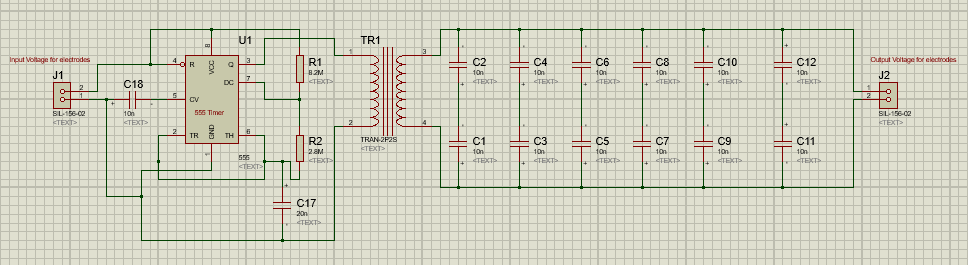 Input Voltage for electrodes
J1
2
1
SIL-156-02
<TEXT>
C18
10n
<TEXT>
U1
8
4
R
VCC
Q
3
DC
7
5
CV
555 Timer
2
TR
GND
TH
6
1
555
<TEXT>
R1
8.2M
<TEXT>
R2
2.8M
<TEXT>
C17
20n
<TEXT>
TR1
1
3
2
4
TRAN-2P2S
<TEXT>
C2
10n
<TEXT>
C4
10n
<TEXT>
C6
10n
<TEXT>
C8
10n
<TEXT>
C10
10n
<TEXT>
C12
10n
<TEXT>
C1
10n
<TEXT>
C3
10n
<TEXT>
C5
10n
<TEXT>
C7
10n
<TEXT>
C9
10n
<TEXT>
C11
10n
<TEXT>
Output Voltage for electrodes
J2
1
2
SIL-156-02
<TEXT>